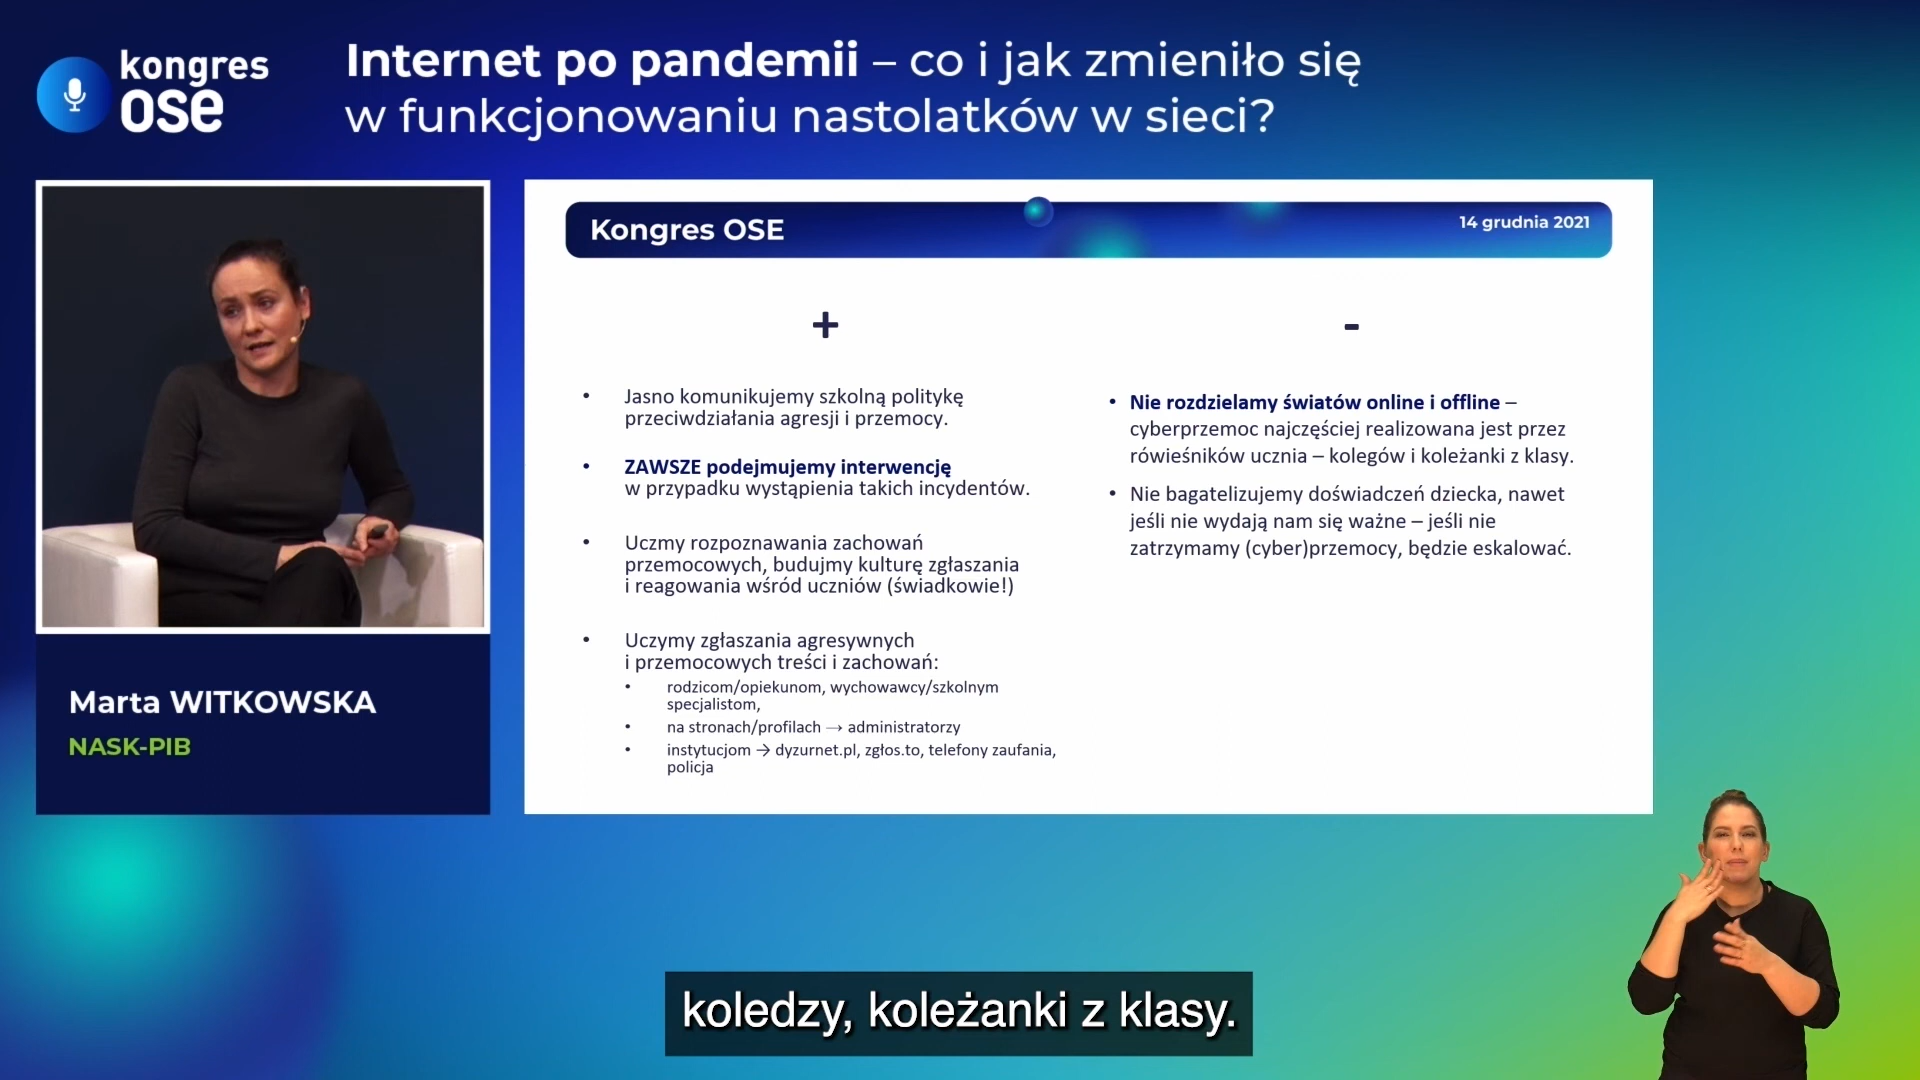 kongres
ose
Internet po pandemii – co i jak zmieniło się
w funkcjonowaniu nastolatków w sieci?
Marta WITKOWSKA
NASK-PIB
Kongres OSE
14 grudnia 2021
+
• Jasno komunikujemy szkolną politykę
przeciwdziałania agresji i przemocy.
• ZAWSZE podejmujemy interwencję
w przypadku wystąpienia takich incydentów.
• Uczmy rozpoznawania zachowań
przemocowych, budujmy kulturę zgłaszania
i reagowania wśród uczniów (świadkowie!)
• Uczymy zgłaszania agresywnych
i przemocowych treści i zachowań:
• rodzicom/opiekunom, wychowawcy/szkolnym
specjalistom,
• na stronach/profilach → administratorzy
• instytucjom → dyzurnet.pl, zgłos.to, telefony zaufania,
policja
-
• Nie rozdzielamy światów online i offline –
cyberprzemoc najczęściej realizowana jest przez
rówieśników ucznia – kolegów i koleżanki z klasy.
• Nie bagatelizujemy doświadczeń dziecka, nawet
jeśli nie wydają nam się ważne – jeśli nie
zatrzymamy (cyber)przemocy, będzie eskalować.
koledzy, koleżanki z klasy.